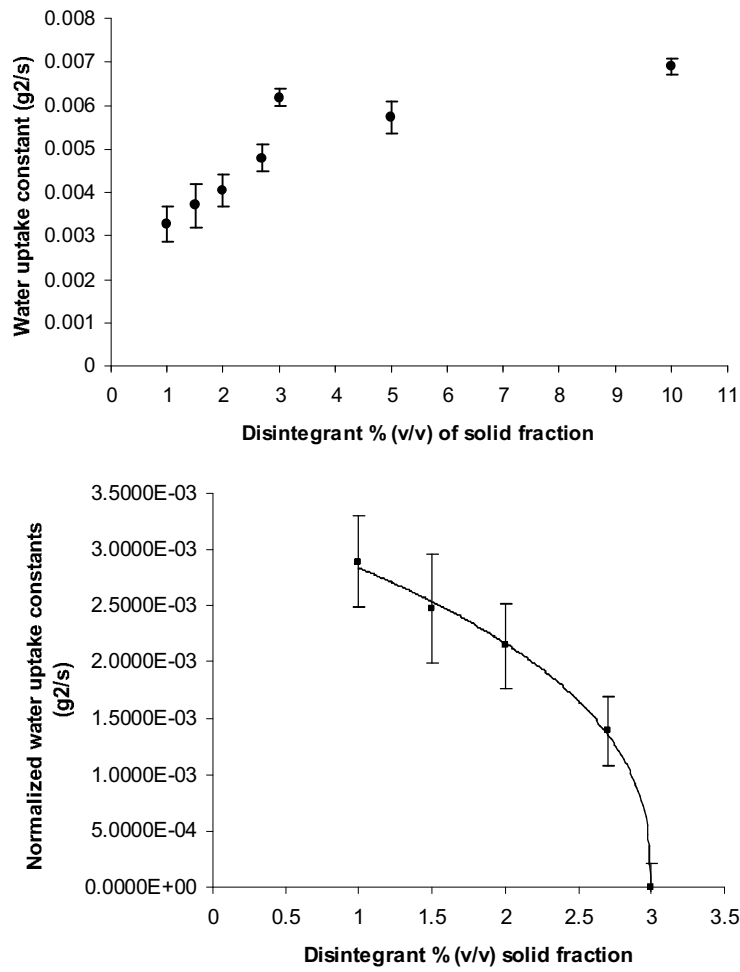 0.008
0.007
0.006
0.005
0.004
0.003
0.002
0.001
0
Water uptake constant (g2/s)
0 1 2 3 4 5 6 7 8 9 10 11
Disintegrant % (v/v) of solid fraction
3.5000E-03
3.0000E-03
2.5000E-03
2.0000E-03
1.5000E-03
1.0000E-03
5.0000E-04
0.0000E+00
Normalized water uptake constants
(g2/s)
0 0.5 1 1.5 2 2.5 3 3.5
Disintegrant % (v/v) solid fraction